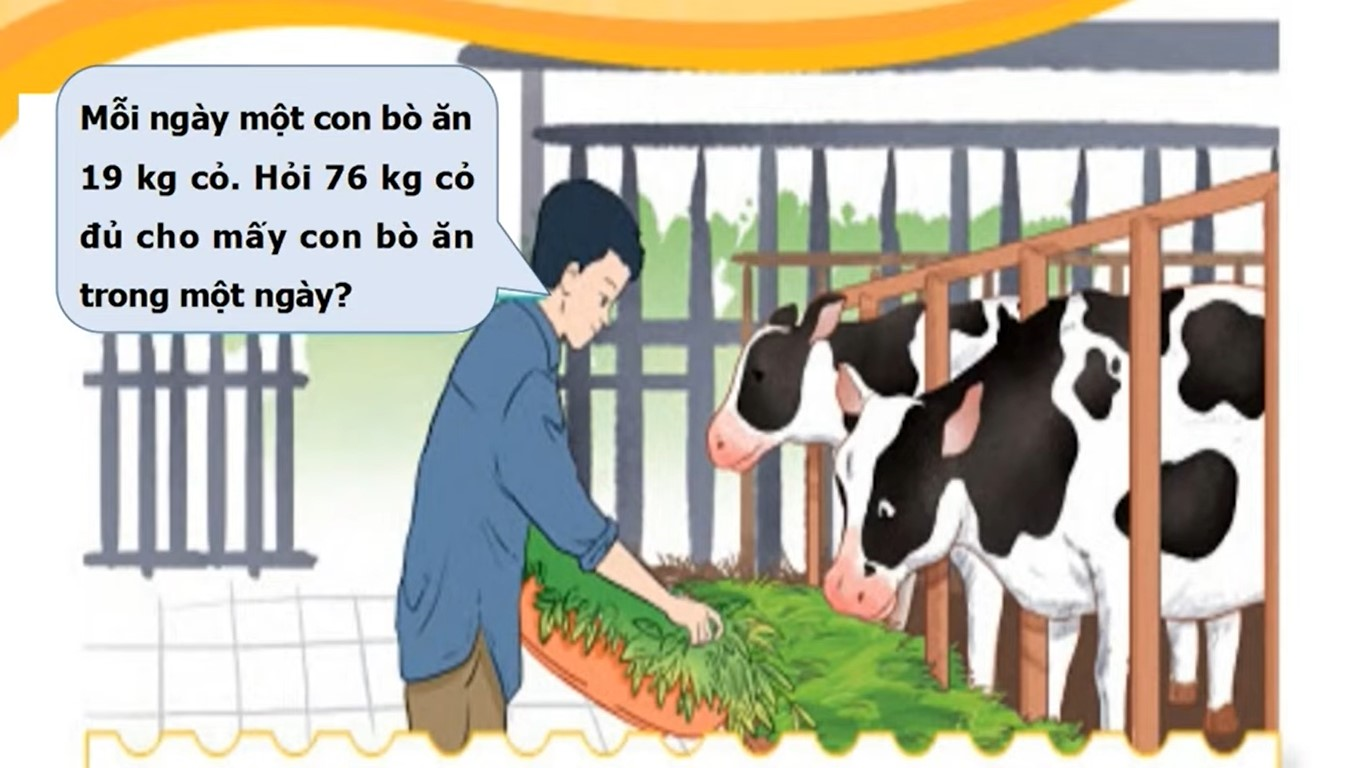 Mỗi ngày một con bò ăn
19 kg cỏ. Hỏi 76 kg cỏ
đủ cho mấy con bò ăn
trong một ngày?